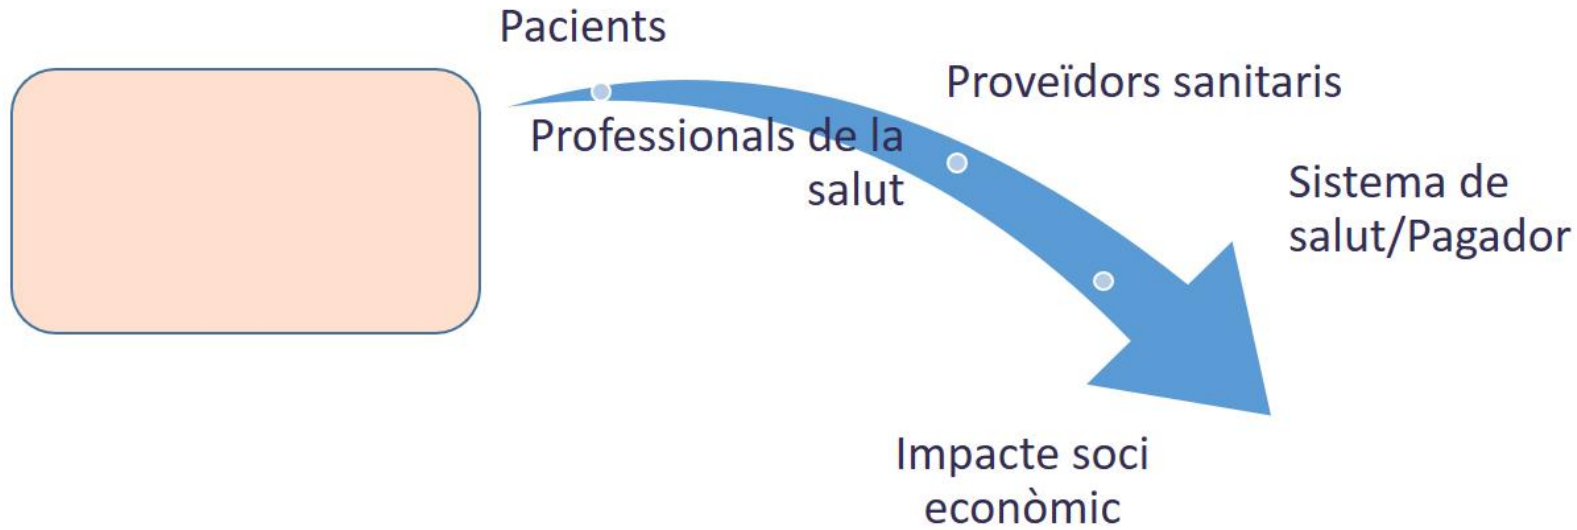 Pacients
Proveïdors sanitaris
Professionals de la
salut
Sistema de
salut/Pagador
Impacte soci
econòmic